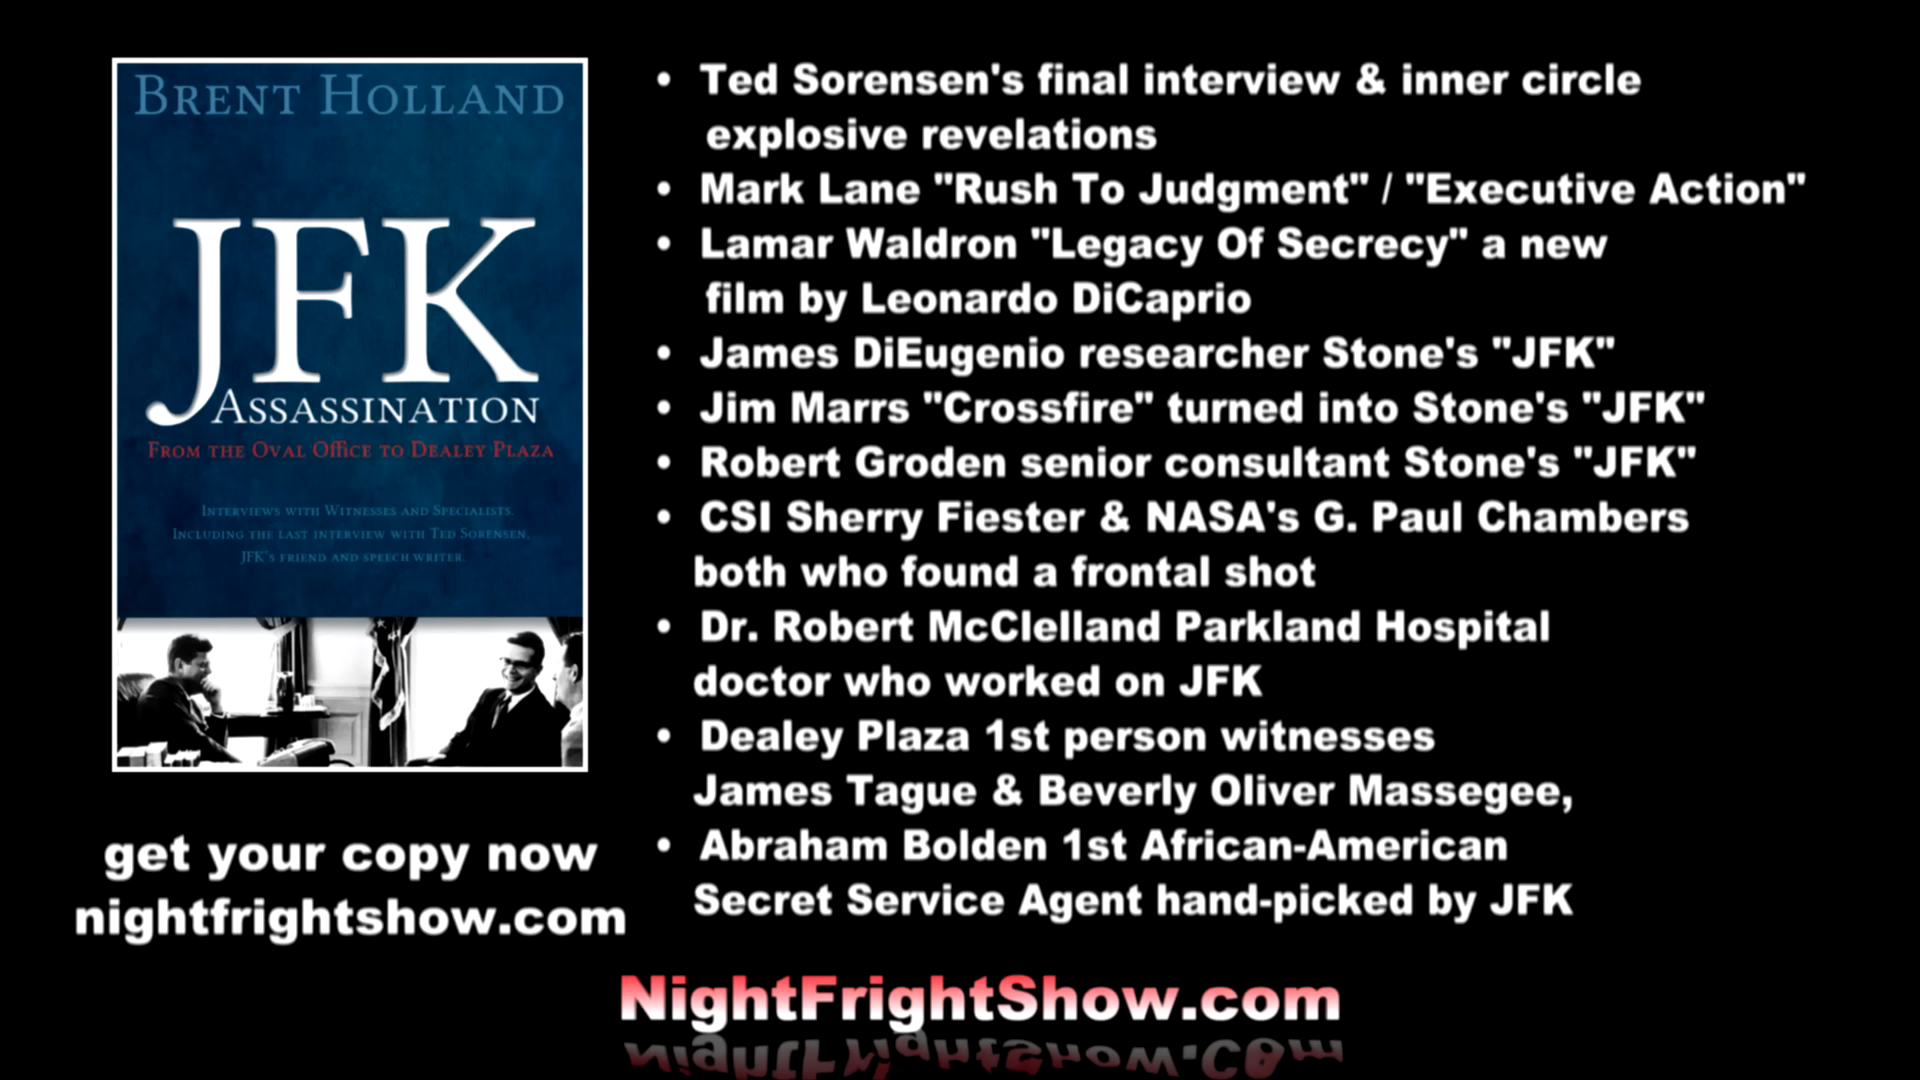 BRENT HOLLAND
JFK
ASSASSINATION
FROM THE OVAL OFFICE TO DEALEY PLAZA
INTERVIEWS WITH WITNESSES AND SPECIALISTS.
INCLUDING THE LAST INTERVIEW WITH TED SORENSEN,
JFK'S FRIEND AND SPEECH WRITER.
get your copy now
nightfrightshow.com
• Ted Sorensen's final interview & inner circle
explosive revelations
• Mark Lane "Rush To Judgment" / "Executive Action"
• Lamar Waldron "Legacy Of Secrecy" a new
film by Leonardo DiCaprio
• James DiEugenio researcher Stone's "JFK"
• Jim Marrs "Crossfire" turned into Stone's "JFK"
• Robert Groden senior consultant Stone's "JFK"
• CSI Sherry Fiester & NASA's G. Paul Chambers
both who found a frontal shot
• Dr. Robert McClelland Parkland Hospital
doctor who worked on JFK
• Dealey Plaza 1st person witnesses
James Tague & Beverly Oliver Massegee,
• Abraham Bolden 1st African-American
Secret Service Agent hand-picked by JFK
NightFrightShow.com